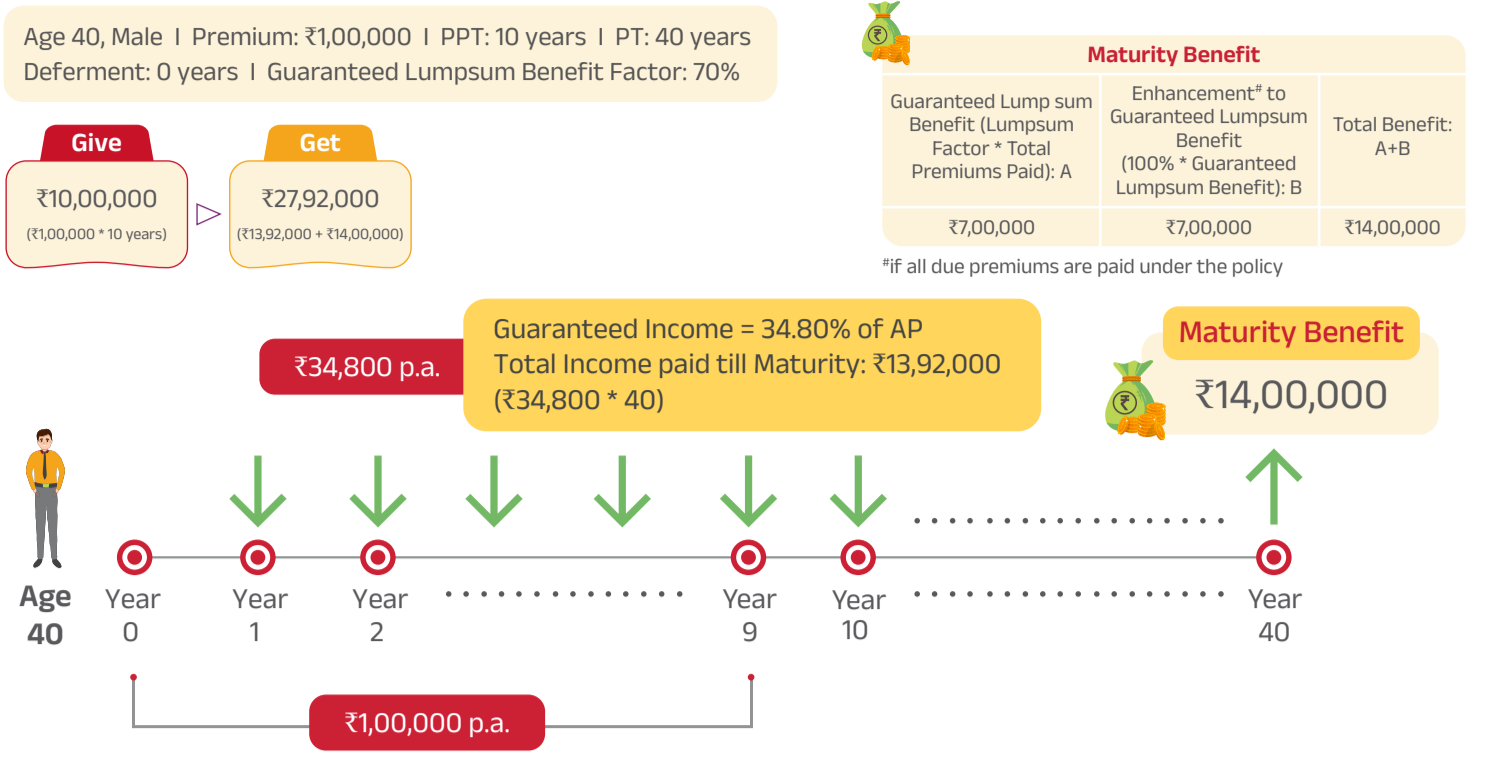 Age 40, Male I Premium: ₹1,00,000 I PPT: 10 years I PT: 40 years
Deferment: 0 years I Guaranteed Lumpsum Benefit Factor: 70%
Give
₹10,00,000
(₹1,00,000 * 10 years)
Get
₹27,92,000
(₹13,92,000 + ₹14,00,000)
₹
Maturity Benefit
Guaranteed Lump sum
Benefit (Lumpsum
Factor * Total
Premiums Paid): A
Enhancement# to
Guaranteed Lumpsum
Benefit
(100% * Guaranteed
Lumpsum Benefit): B
Total Benefit:
A+B
₹7,00,000
₹7,00,000
₹14,00,000
#if all due premiums are paid under the policy
₹34,800 p.a.
Guaranteed Income = 34.80% of AP
Total Income paid till Maturity: ₹13,92,000
(₹34,800 * 40)
Maturity Benefit
₹
₹14,00,000
Age
40
Year
0
Year
1
Year
2
Year
9
Year
10
Year
40
₹1,00,000 p.a.